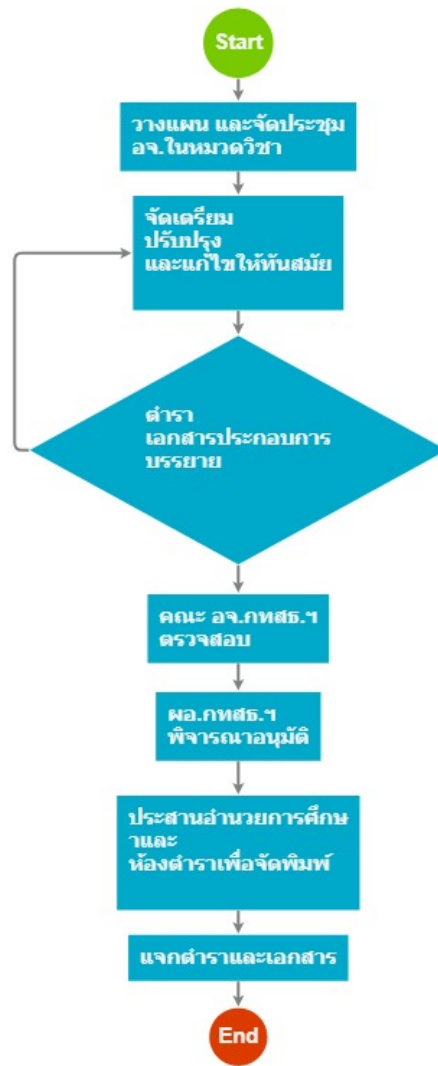 Start
วางแผน และจัดประชุม
อจ.ในหมวดวิชา
จัดเตรียม
ปรับปรุง
และแก้ไขให้ทันสมัย
ตำรา
เอกสารประกอบการ
บรรยาย
คณะ อจ.กทสธ.ฯ
ตรวจสอบ
ผอ.กทสธ.ฯ
พิจารณาอนุมัติ
ประสานอำนวยการศึกษ
าและ
ห้องตำราเพื่อจัดพิมพ์
แจกตำราและเอกสาร
End